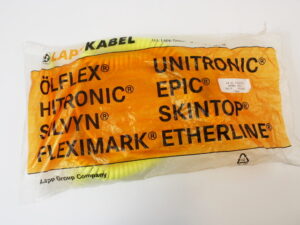 LAPP KABEL
ÖLFLEX®
HITRONIC®
SILVYN®
FLEXIMARK®
UNITRONIC®
EPIC®
SKINTOP®
ETHERLINE®
Lapp Group Company